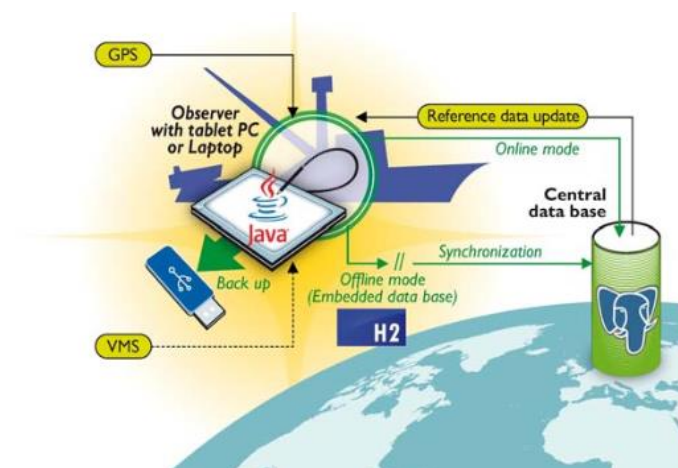 GPS
Observer
with tablet PC
or Laptop
Reference data update
Online mode
Central
data base
Java
Synchronization
Back up
Offline mode
(Embedded data base)
H2
VMS